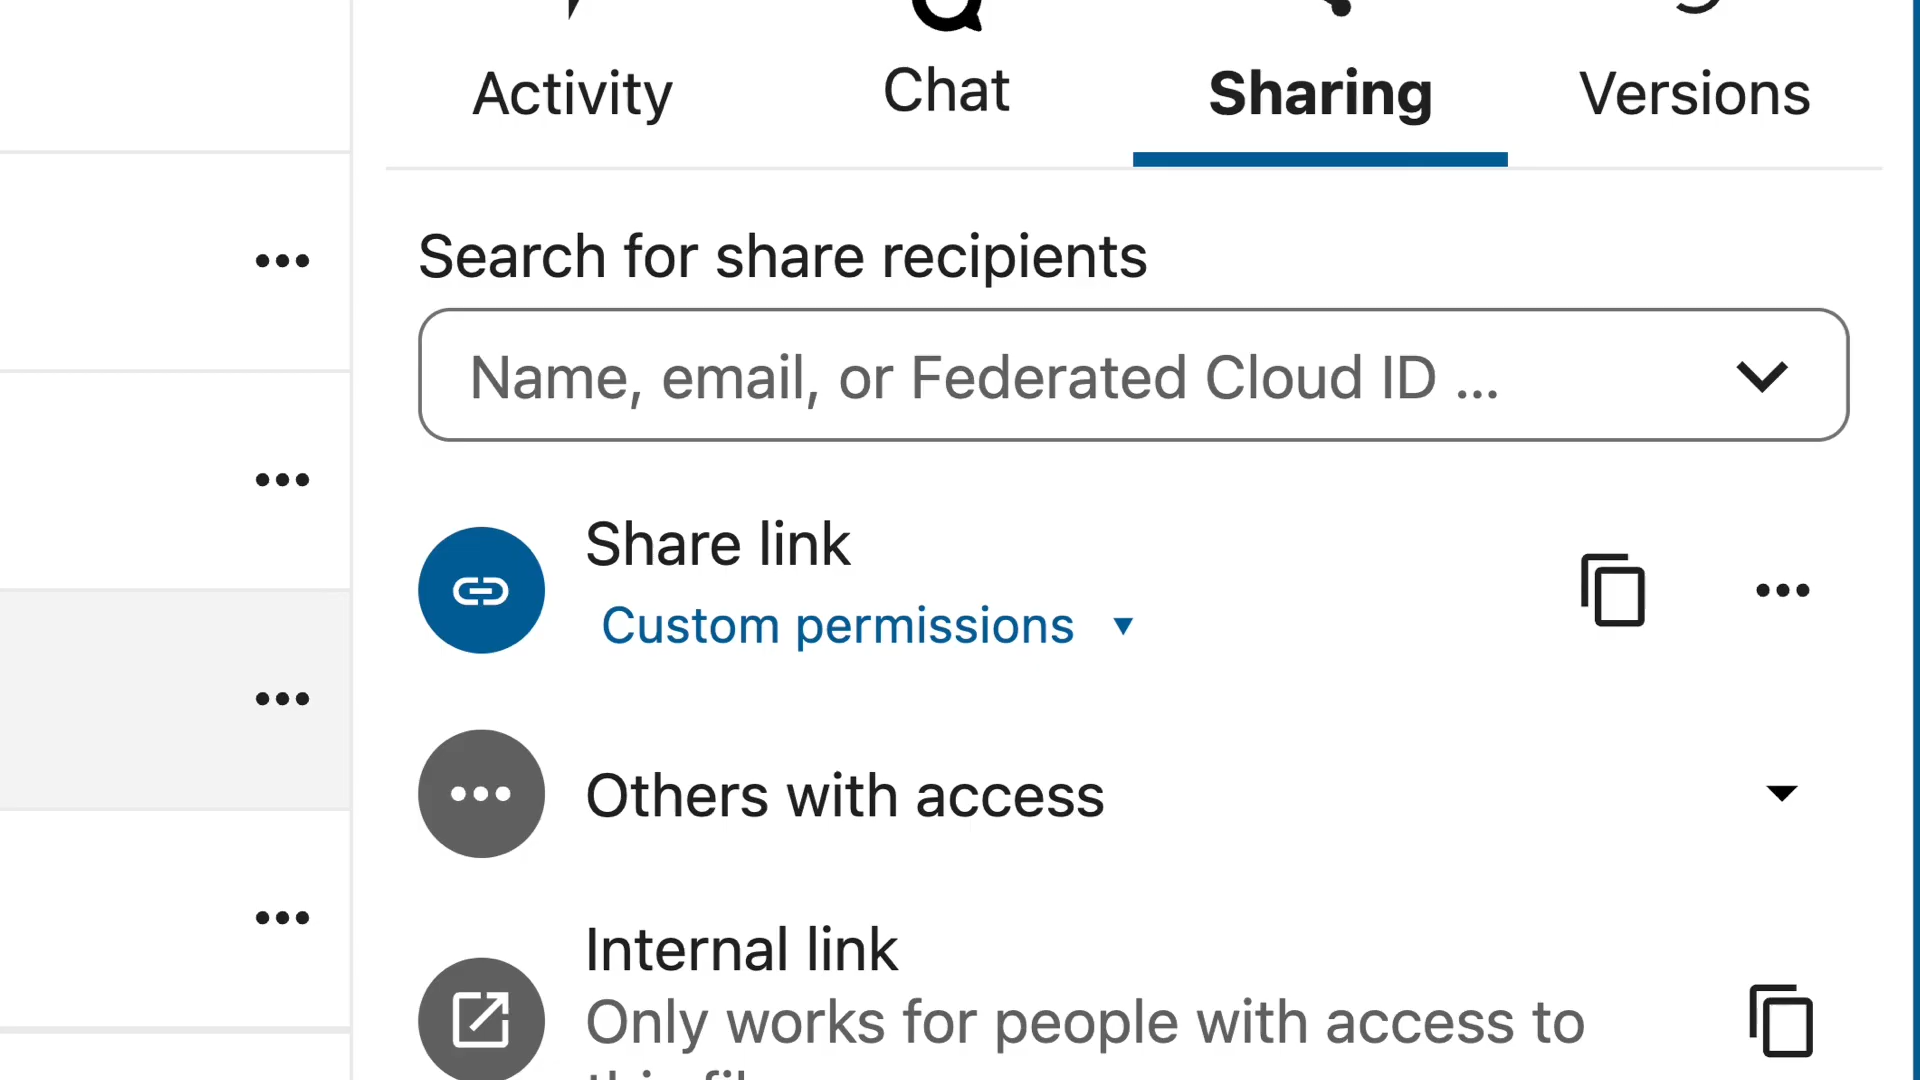 Activity
Chat
Sharing
Versions
Search for share recipients
Name, email, or Federated Cloud ID ...
Share link
Custom permissions
Others with access
Internal link
Only works for people with access to